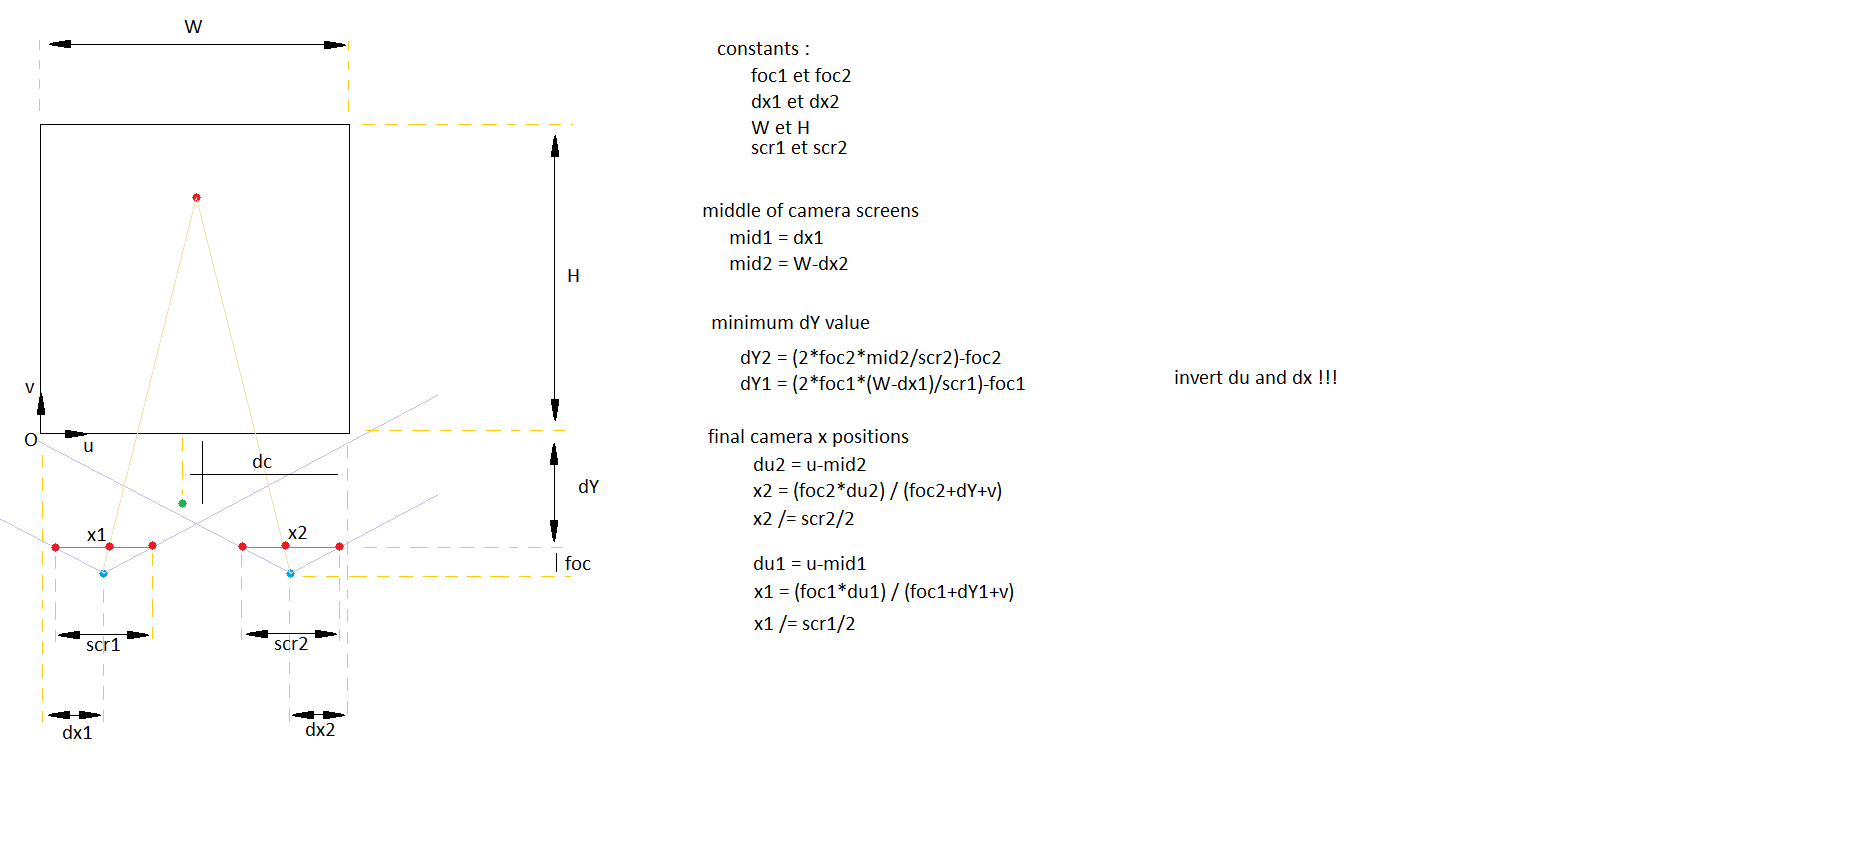 W
H
v
O
u
dc
dY
x1
x2
foc
scr1
scr2
dx1
dx2
constants :
foc1 et foc2
dx1 et dx2
W et H
scr1 et scr2
middle of camera screens
mid1 = dx1
mid2 = W-dx2
minimum dY value
dY2 = (2*foc2*mid2/scr2)-foc2
dY1 = (2*foc1*(W-dx1)/scr1)-foc1
invert du and dx !!!
final camera x positions
du2 = u-mid2
x2 = (foc2*du2) / (foc2+dY+v)
x2 /= scr2/2
du1 = u-mid1
x1 = (foc1*du1) / (foc1+dY1+v)
x1 /= scr1/2